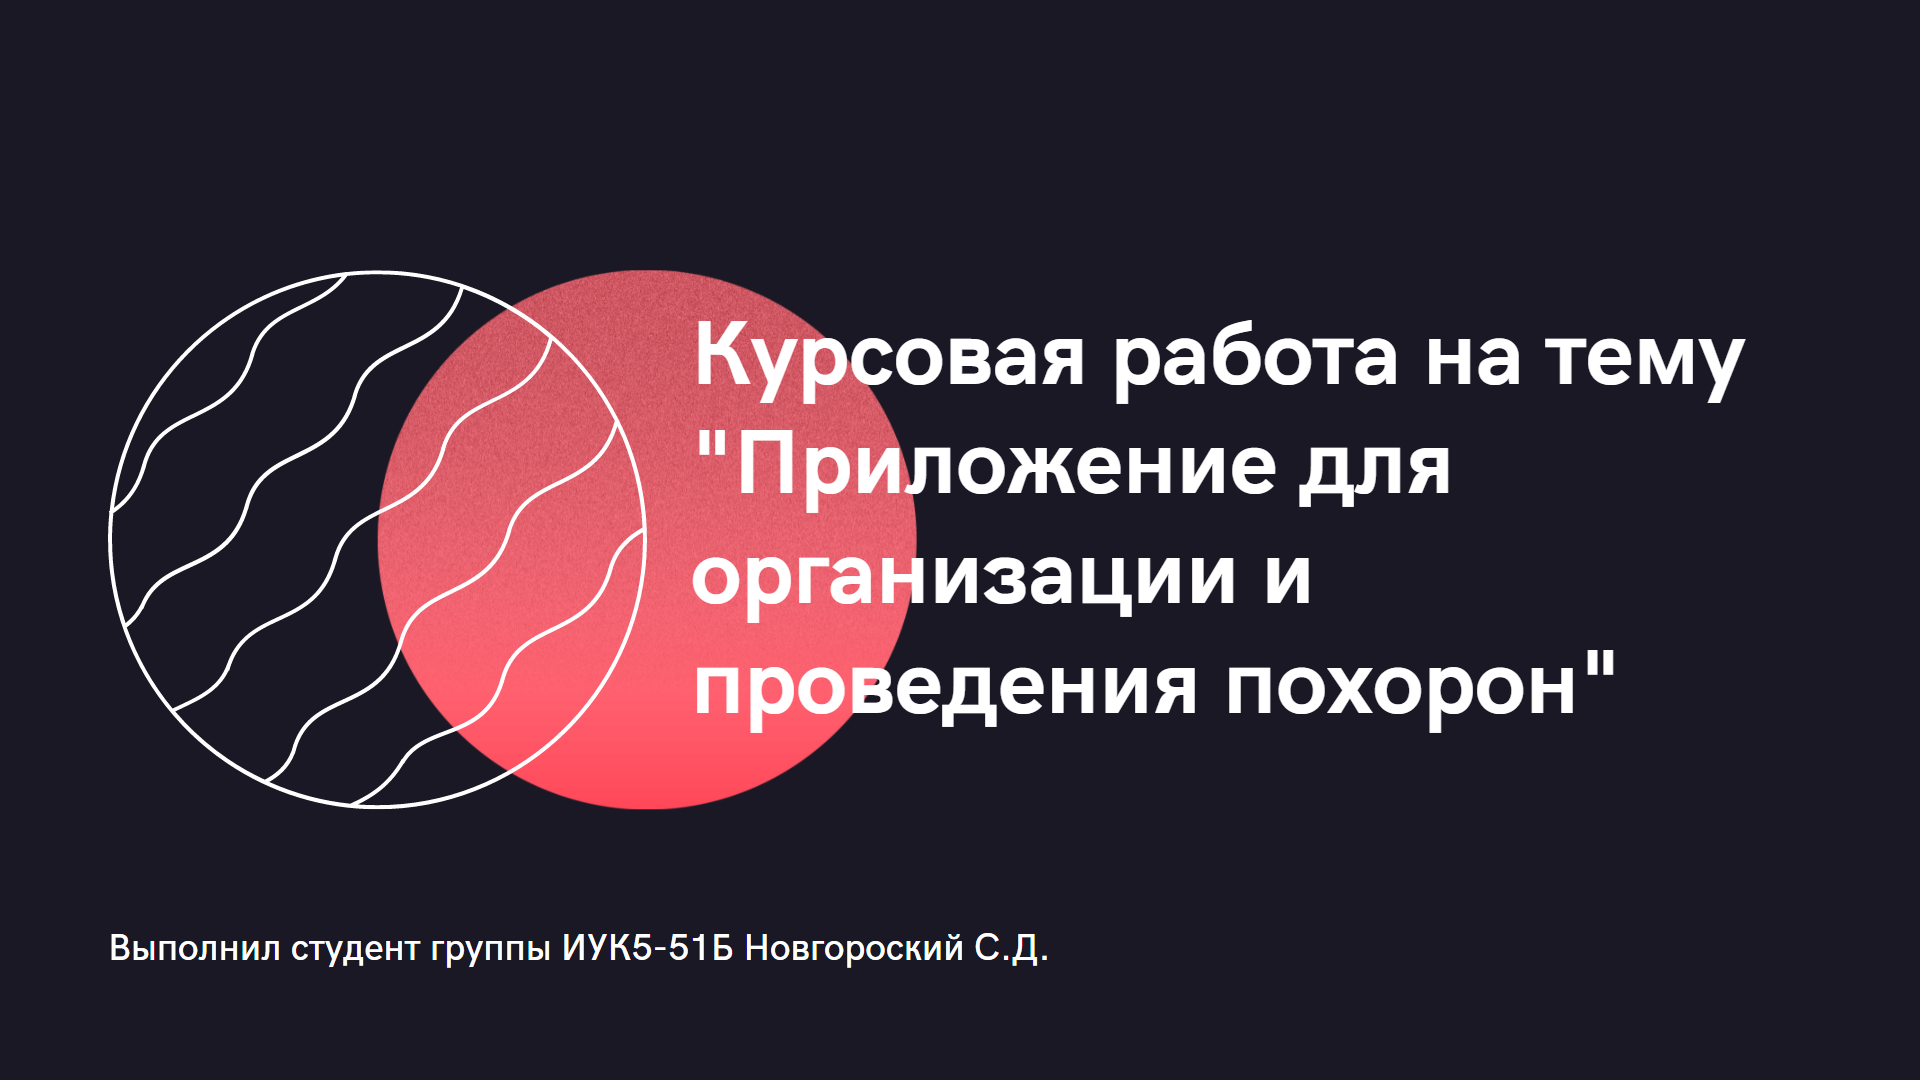 Курсовая работа на тему
"Приложение для
организации и
проведения похорон"
Выполнил студент группы ИУК5-51Б Новгороский С.Д.